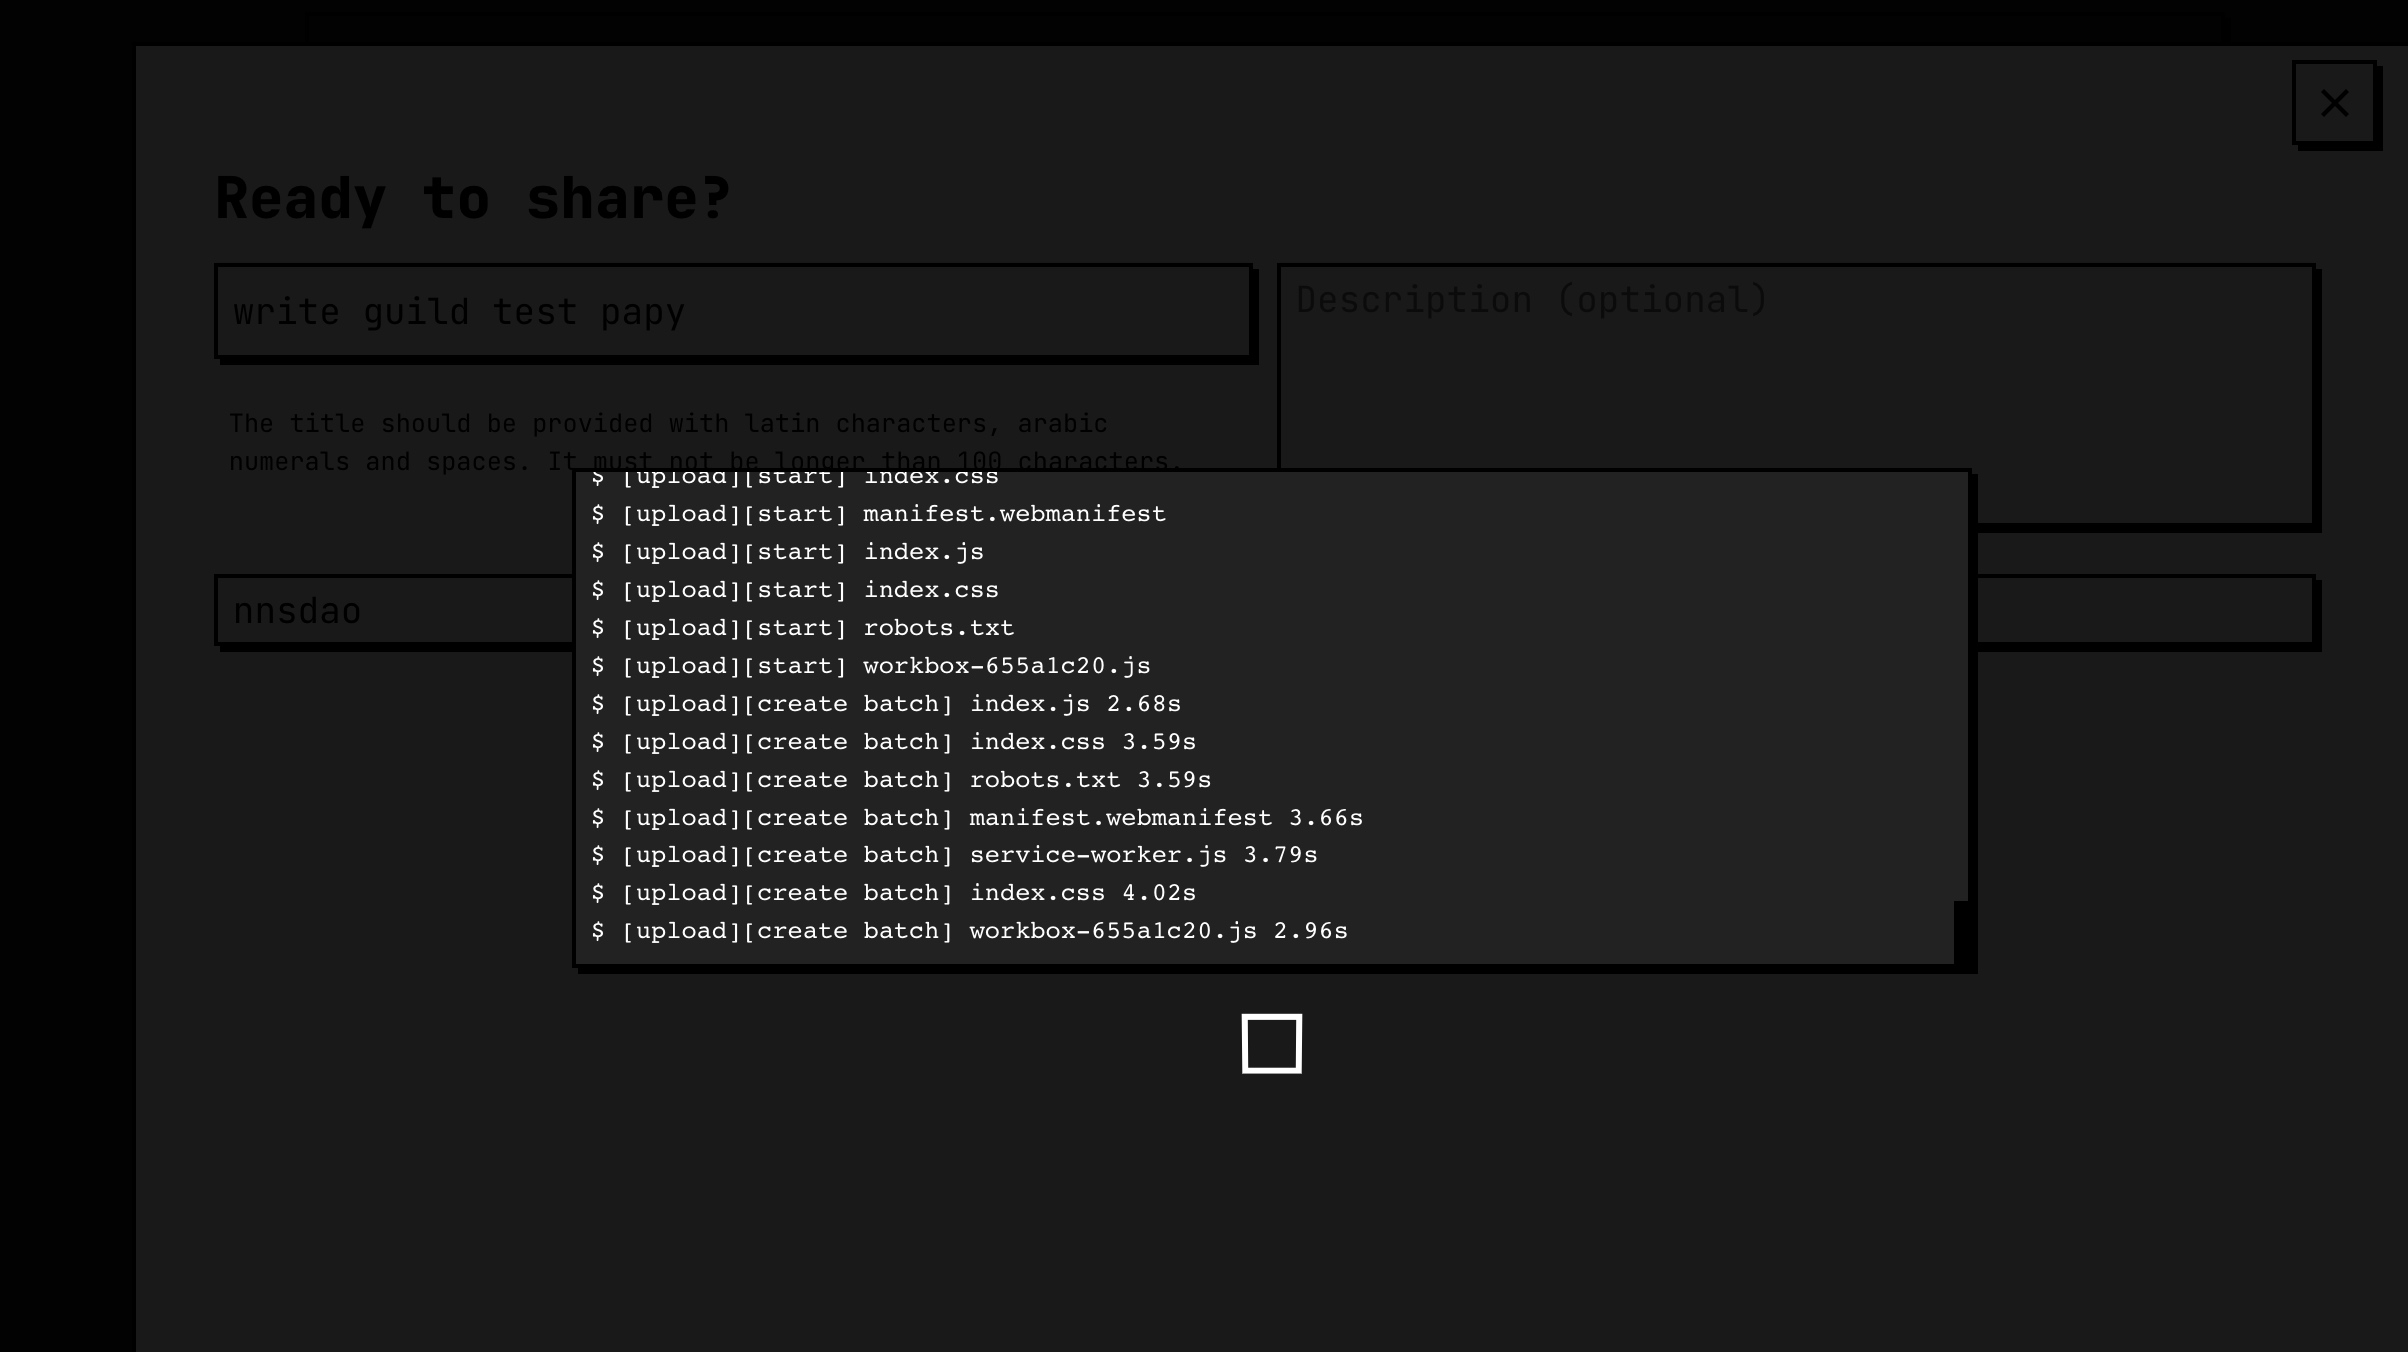 Ready to share?
write guild test papy
Description (optional)
The title should be provided with latin characters, arabic
numerals and spaces. It must not be longer than 100 characters.
nnsdao
$ [upload][start] index.css
$ [upload][start] manifest.webmanifest
$ [upload][start] index.js
$ [upload][start] index.css
$ [upload][start] robots.txt
$ [upload][start] workbox-655a1c20.js
$ [upload][create batch] index.js 2.68s
$ [upload][create batch] index.css 3.59s
$ [upload][create batch] robots.txt 3.59s
$ [upload][create batch] manifest.webmanifest 3.66s
$ [upload][create batch] service-worker.js 3.79s
$ [upload][create batch] index.css 4.02s
$ [upload][create batch] workbox-655a1c20.js 2.96s